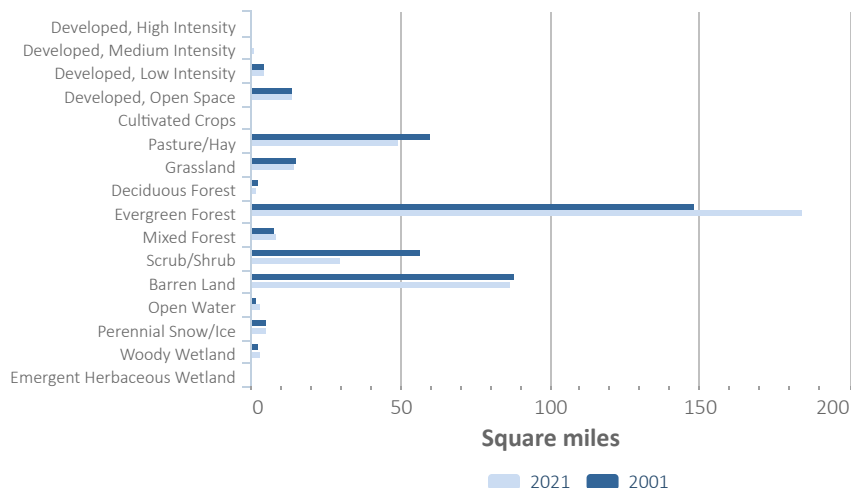 Developed, High Intensity
Developed, Medium Intensity
Developed, Low Intensity
Developed, Open Space
Cultivated Crops
Pasture/Hay
Grassland
Deciduous Forest
Evergreen Forest
Mixed Forest
Scrub/Shrub
Barren Land
Open Water
Perennial Snow/Ice
Woody Wetland
Emergent Herbaceous Wetland
0 50 100 150 200
Square miles
2021 2001